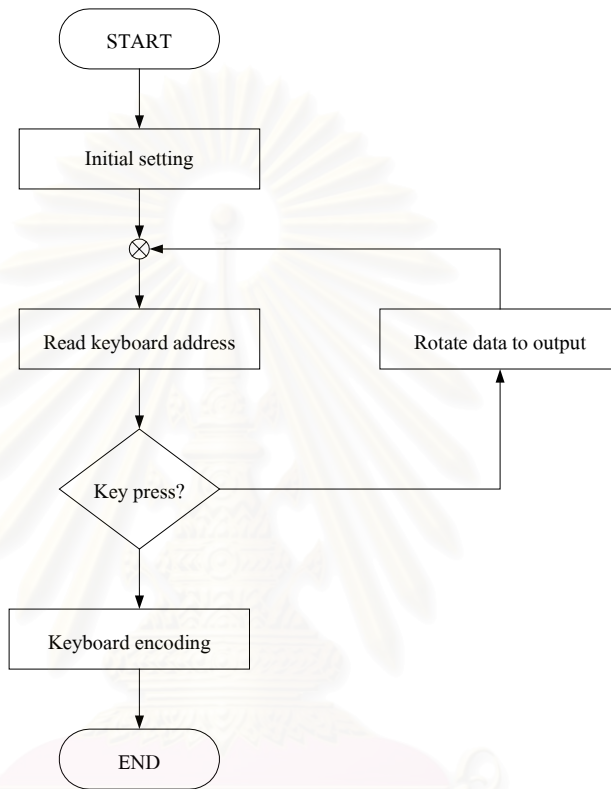 START
Initial setting
Read keyboard address
Rotate data to output
Key press?
Keyboard encoding
END